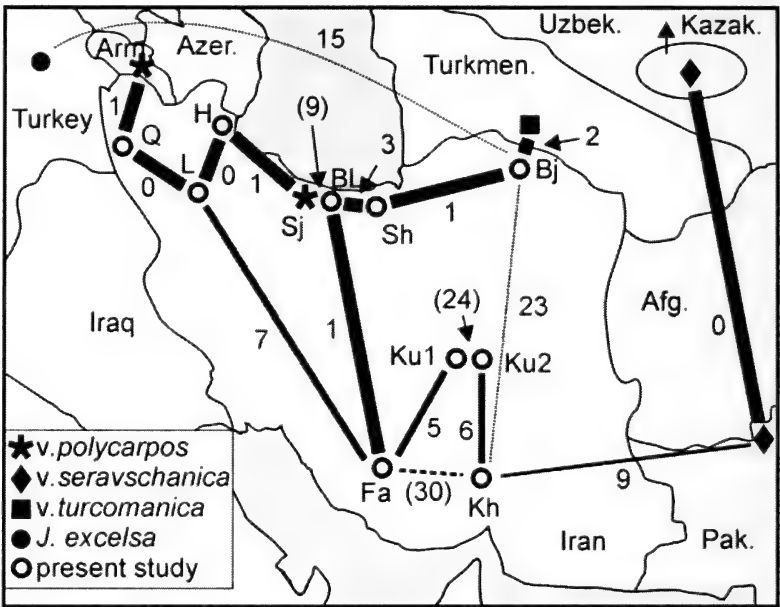 Uzbek. Kazak.
Arm. Azer. 15
Turkmen.
Turkey 1 H (9) 3 2
Q BL Bj
L 0 1
0 Sj Sh 1
(24) 23 Afg.
Iraq 7 1 0
Ku1 Ku2
5 6
Fa (30) Kh 9
Iran Pak.
v.polycarpos
v.seravschanica
v.turcomanica
J. excelsa
present study